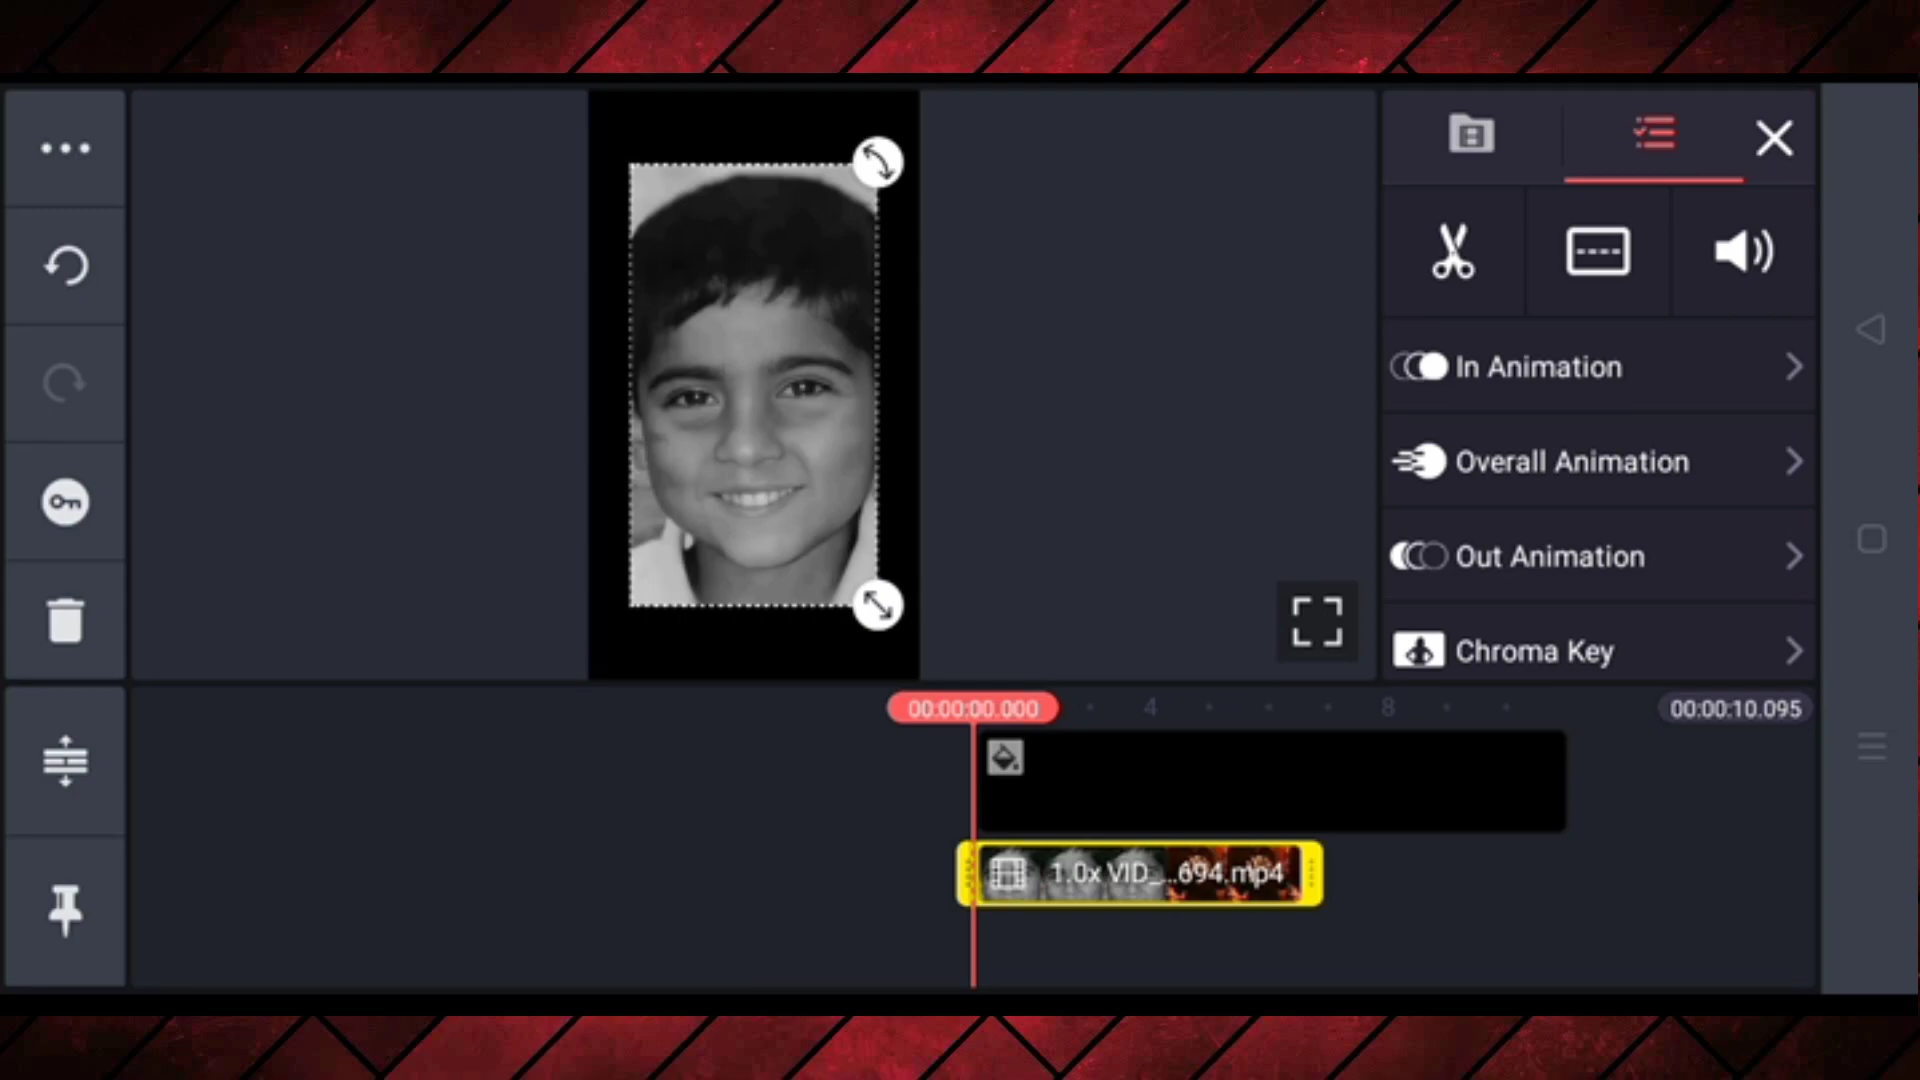 In Animation
Overall Animation
Out Animation
Chroma Key
00:00:00.000
4
8
00:00:10.095
1.0x VID_...694.mp4